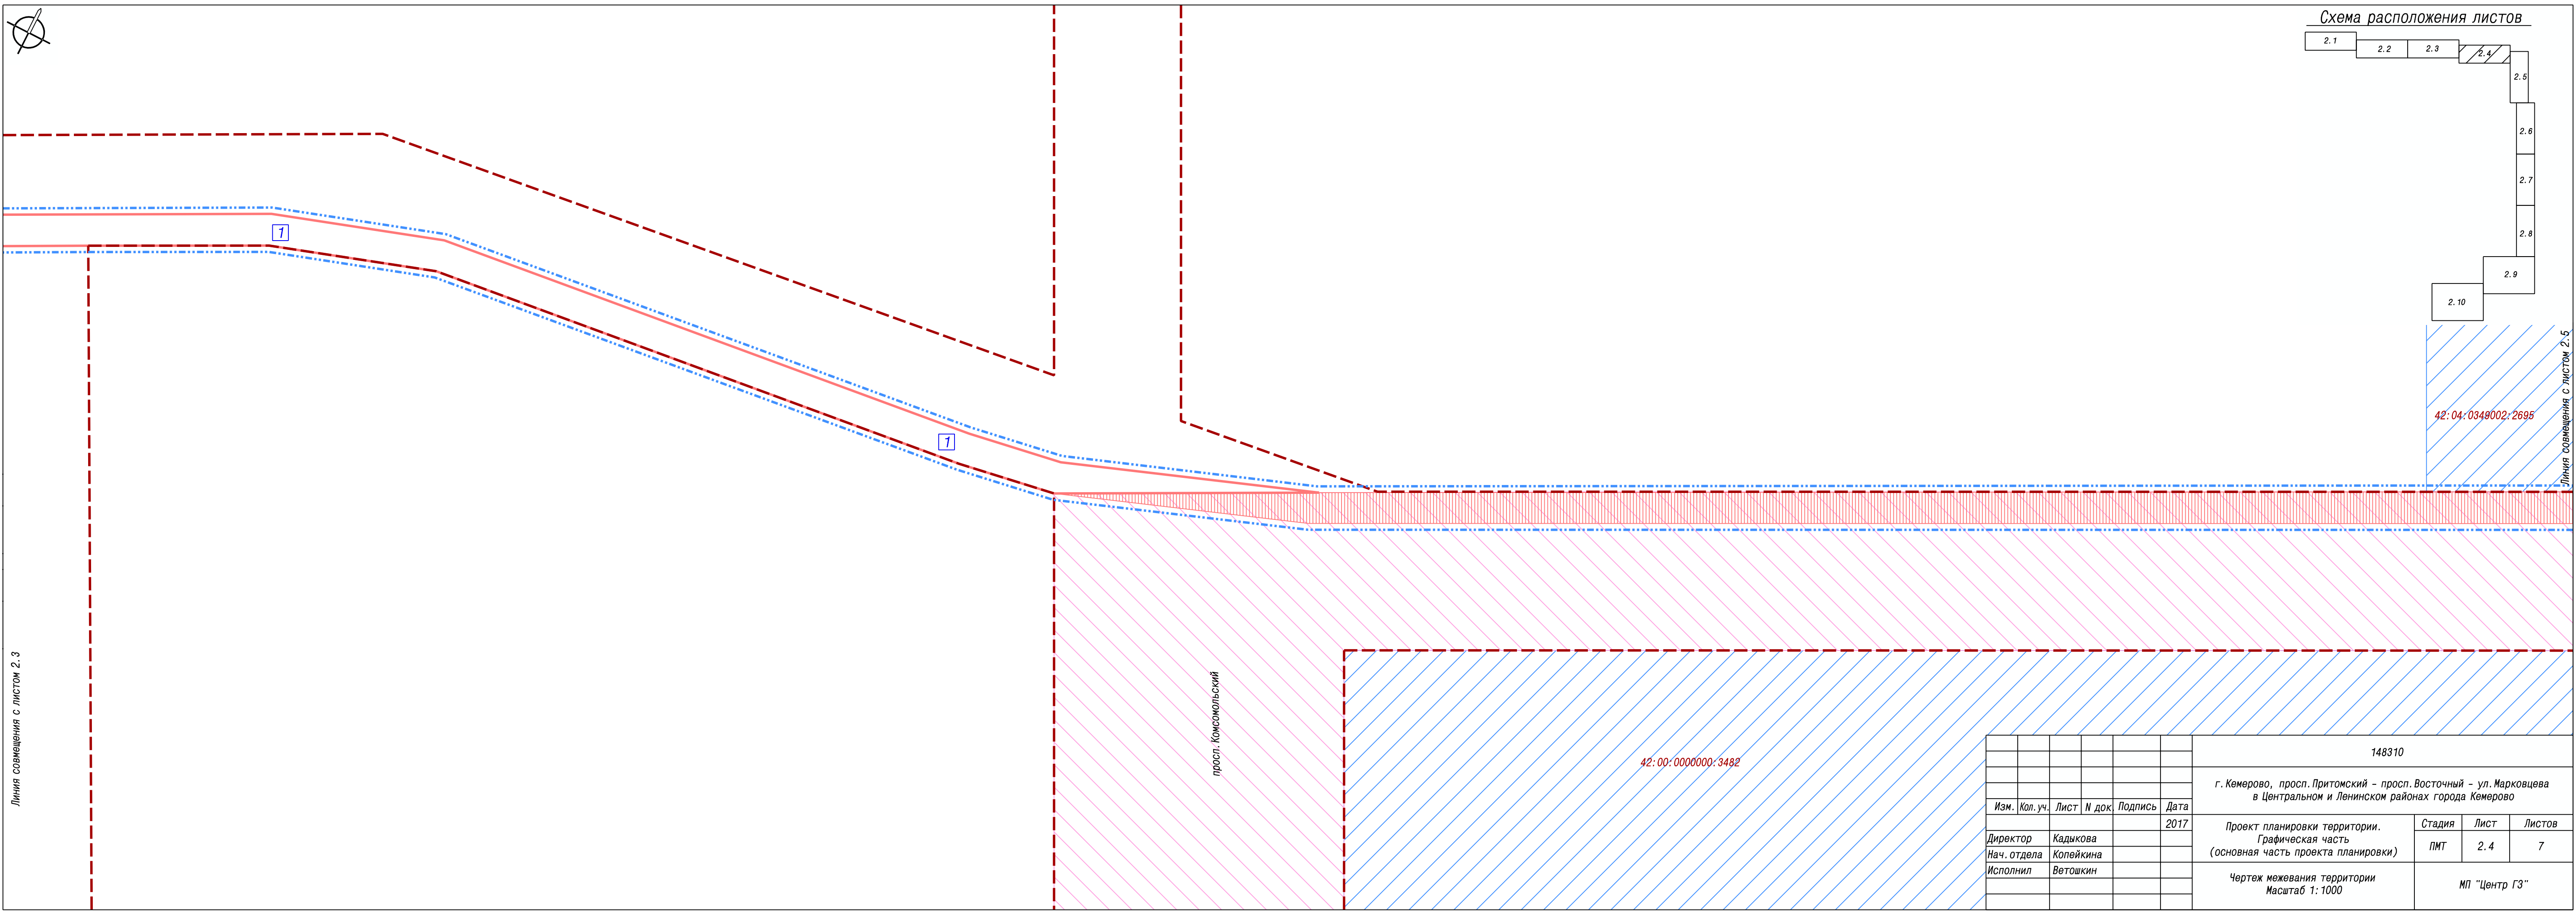 Схема расположения листов
2.1
2.2
2.3
2.4
2.5
2.6
2.7
2.8
2.9
2.10
1
1
42:04:0349002:2695
Линия совмещения с листом 2.5
Линия совмещения с листом 2.3
просп.Комсомольский
42:00:0000000:3482
148310
г.Кемерово, просп.Притомский - просп.Восточный - ул.Марковцева
в Центральном и Ленинском районах города Кемерово
Изм. Кол.уч. Лист N док Подпись Дата
2017
Проект планировки территории.
Графическая часть
(основная часть проекта планировки)
Стадия Лист Листов
ПМТ 2.4 7
Директор Кадыкова
Нач.отдела Копейкина
Исполнил Ветошкин
Чертеж межевания территории
Масштаб 1:1000
МП "Центр ГЗ"